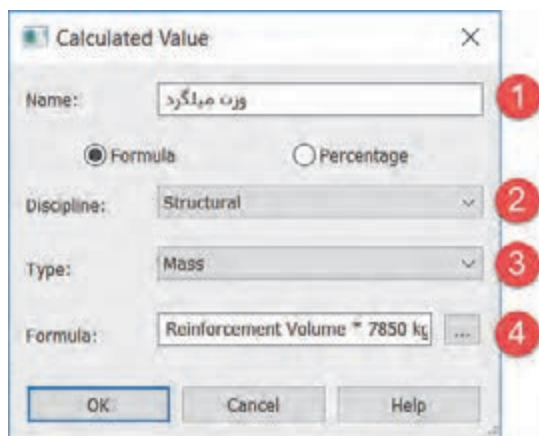 Calculated Value
Name: وزن میلگرد 1
Formula Percentage
Discipline: Structural 2
Type: Mass 3
Formula: Reinforcement Volume * 7850 kg ... 4
OK Cancel Help